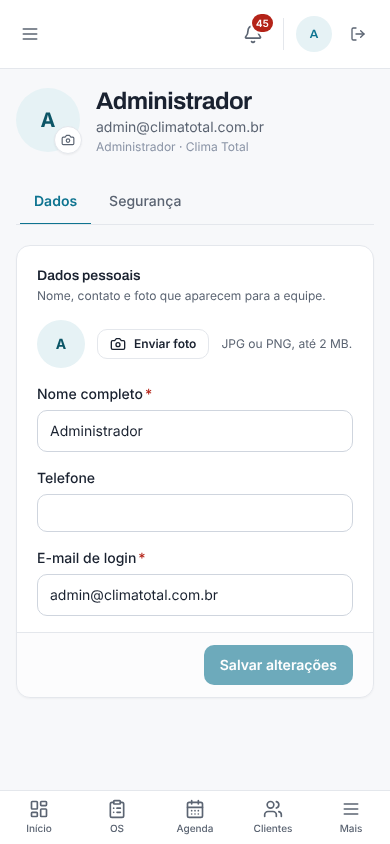 45
A
A
Administrador
admin@climatotal.com.br
Administrador · Clima Total
Dados
Segurança
Dados pessoais
Nome, contato e foto que aparecem para a equipe.
A
Enviar foto
JPG ou PNG, até 2 MB.
Nome completo *
Administrador
Telefone
E-mail de login *
admin@climatotal.com.br
Salvar alterações
Início
OS
Agenda
Clientes
Mais